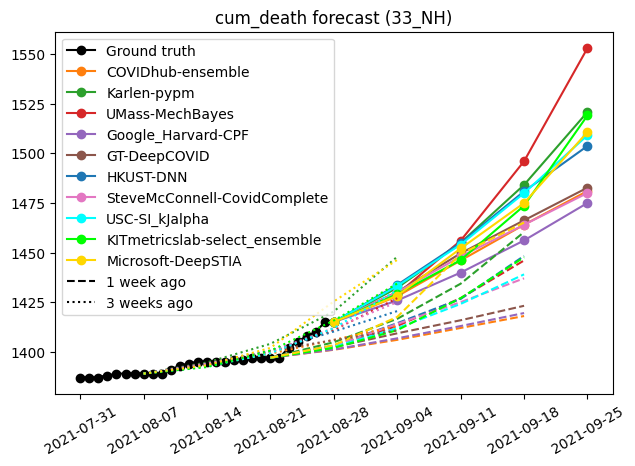 cum_death forecast (33_NH)
1550
1525
1500
1475
1450
1425
1400
Ground truth
COVIDhub-ensemble
Karlen-pypm
UMass-MechBayes
Google_Harvard-CPF
GT-DeepCOVID
HKUST-DNN
SteveMcConnell-CovidComplete
USC-SI_kJalpha
KITmetricslab-select_ensemble
Microsoft-DeepSTIA
1 week ago
3 weeks ago
2021-07-31
2021-08-07
2021-08-14
2021-08-21
2021-08-28
2021-09-04
2021-09-11
2021-09-18
2021-09-25